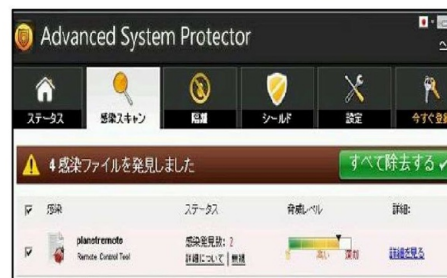 Advanced System Protector
ステータス
感染スキャン
隔離
シールド
設定
今すぐ登録
4 感染ファイルを発見しました
すべて除去する
感染
ステータス
脅威レベル
詳細:
planetremote
Remote Control Tool
感染発見数: 2
詳細について | 無視
高い
深刻
詳細を見る